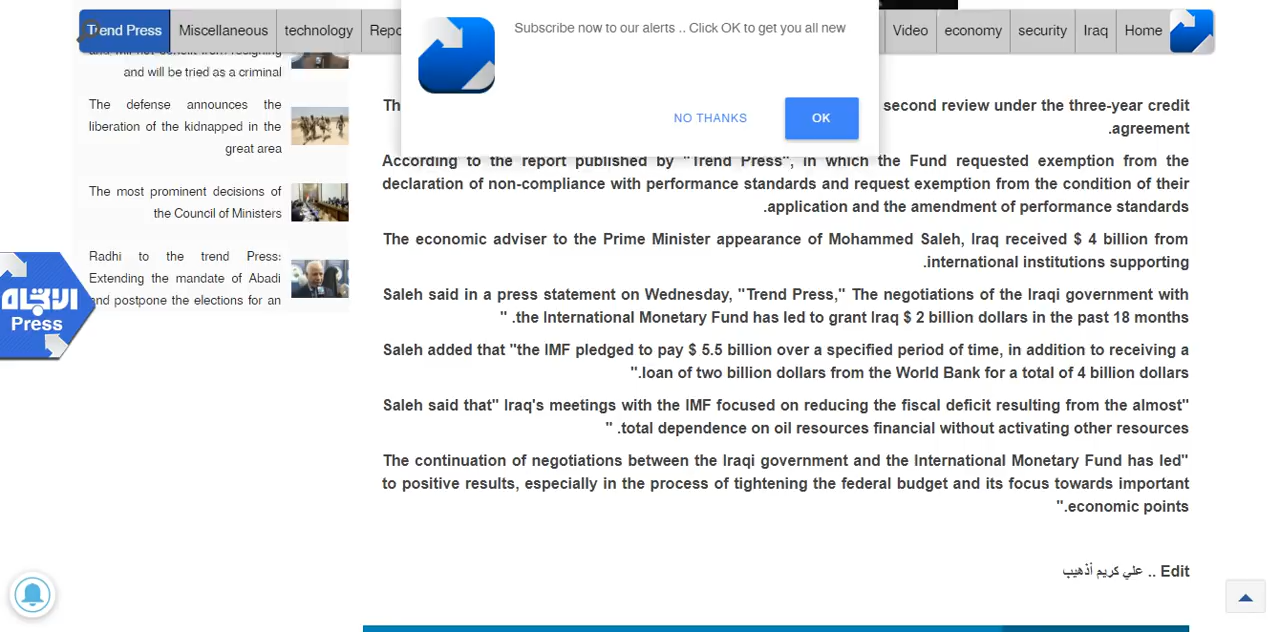 Trend Press
Miscellaneous
technology
Repo
Video
economy
security
Iraq
Home
Subscribe now to our alerts .. Click OK to get you all new
NO THANKS
OK
and will be tried as a criminal
The defense announces the
liberation of the kidnapped in the
great area
The most prominent decisions of
the Council of Ministers
Radhi to the trend Press:
Extending the mandate of Abadi
and postpone the elections for an
الاتجاه
Press
Th
second review under the three-year credit
.agreement
According to the report published by "Trend Press", in which the Fund requested exemption from the
declaration of non-compliance with performance standards and request exemption from the condition of their
.application and the amendment of performance standards
The economic adviser to the Prime Minister appearance of Mohammed Saleh, Iraq received $ 4 billion from
.international institutions supporting
Saleh said in a press statement on Wednesday, "Trend Press," The negotiations of the Iraqi government with
" .the International Monetary Fund has led to grant Iraq $ 2 billion dollars in the past 18 months
Saleh added that "the IMF pledged to pay $ 5.5 billion over a specified period of time, in addition to receiving a
".loan of two billion dollars from the World Bank for a total of 4 billion dollars
Saleh said that" Iraq's meetings with the IMF focused on reducing the fiscal deficit resulting from the almost"
" .total dependence on oil resources financial without activating other resources
The continuation of negotiations between the Iraqi government and the International Monetary Fund has led"
to positive results, especially in the process of tightening the federal budget and its focus towards important
".economic points
علي كريم أذهيب .. Edit